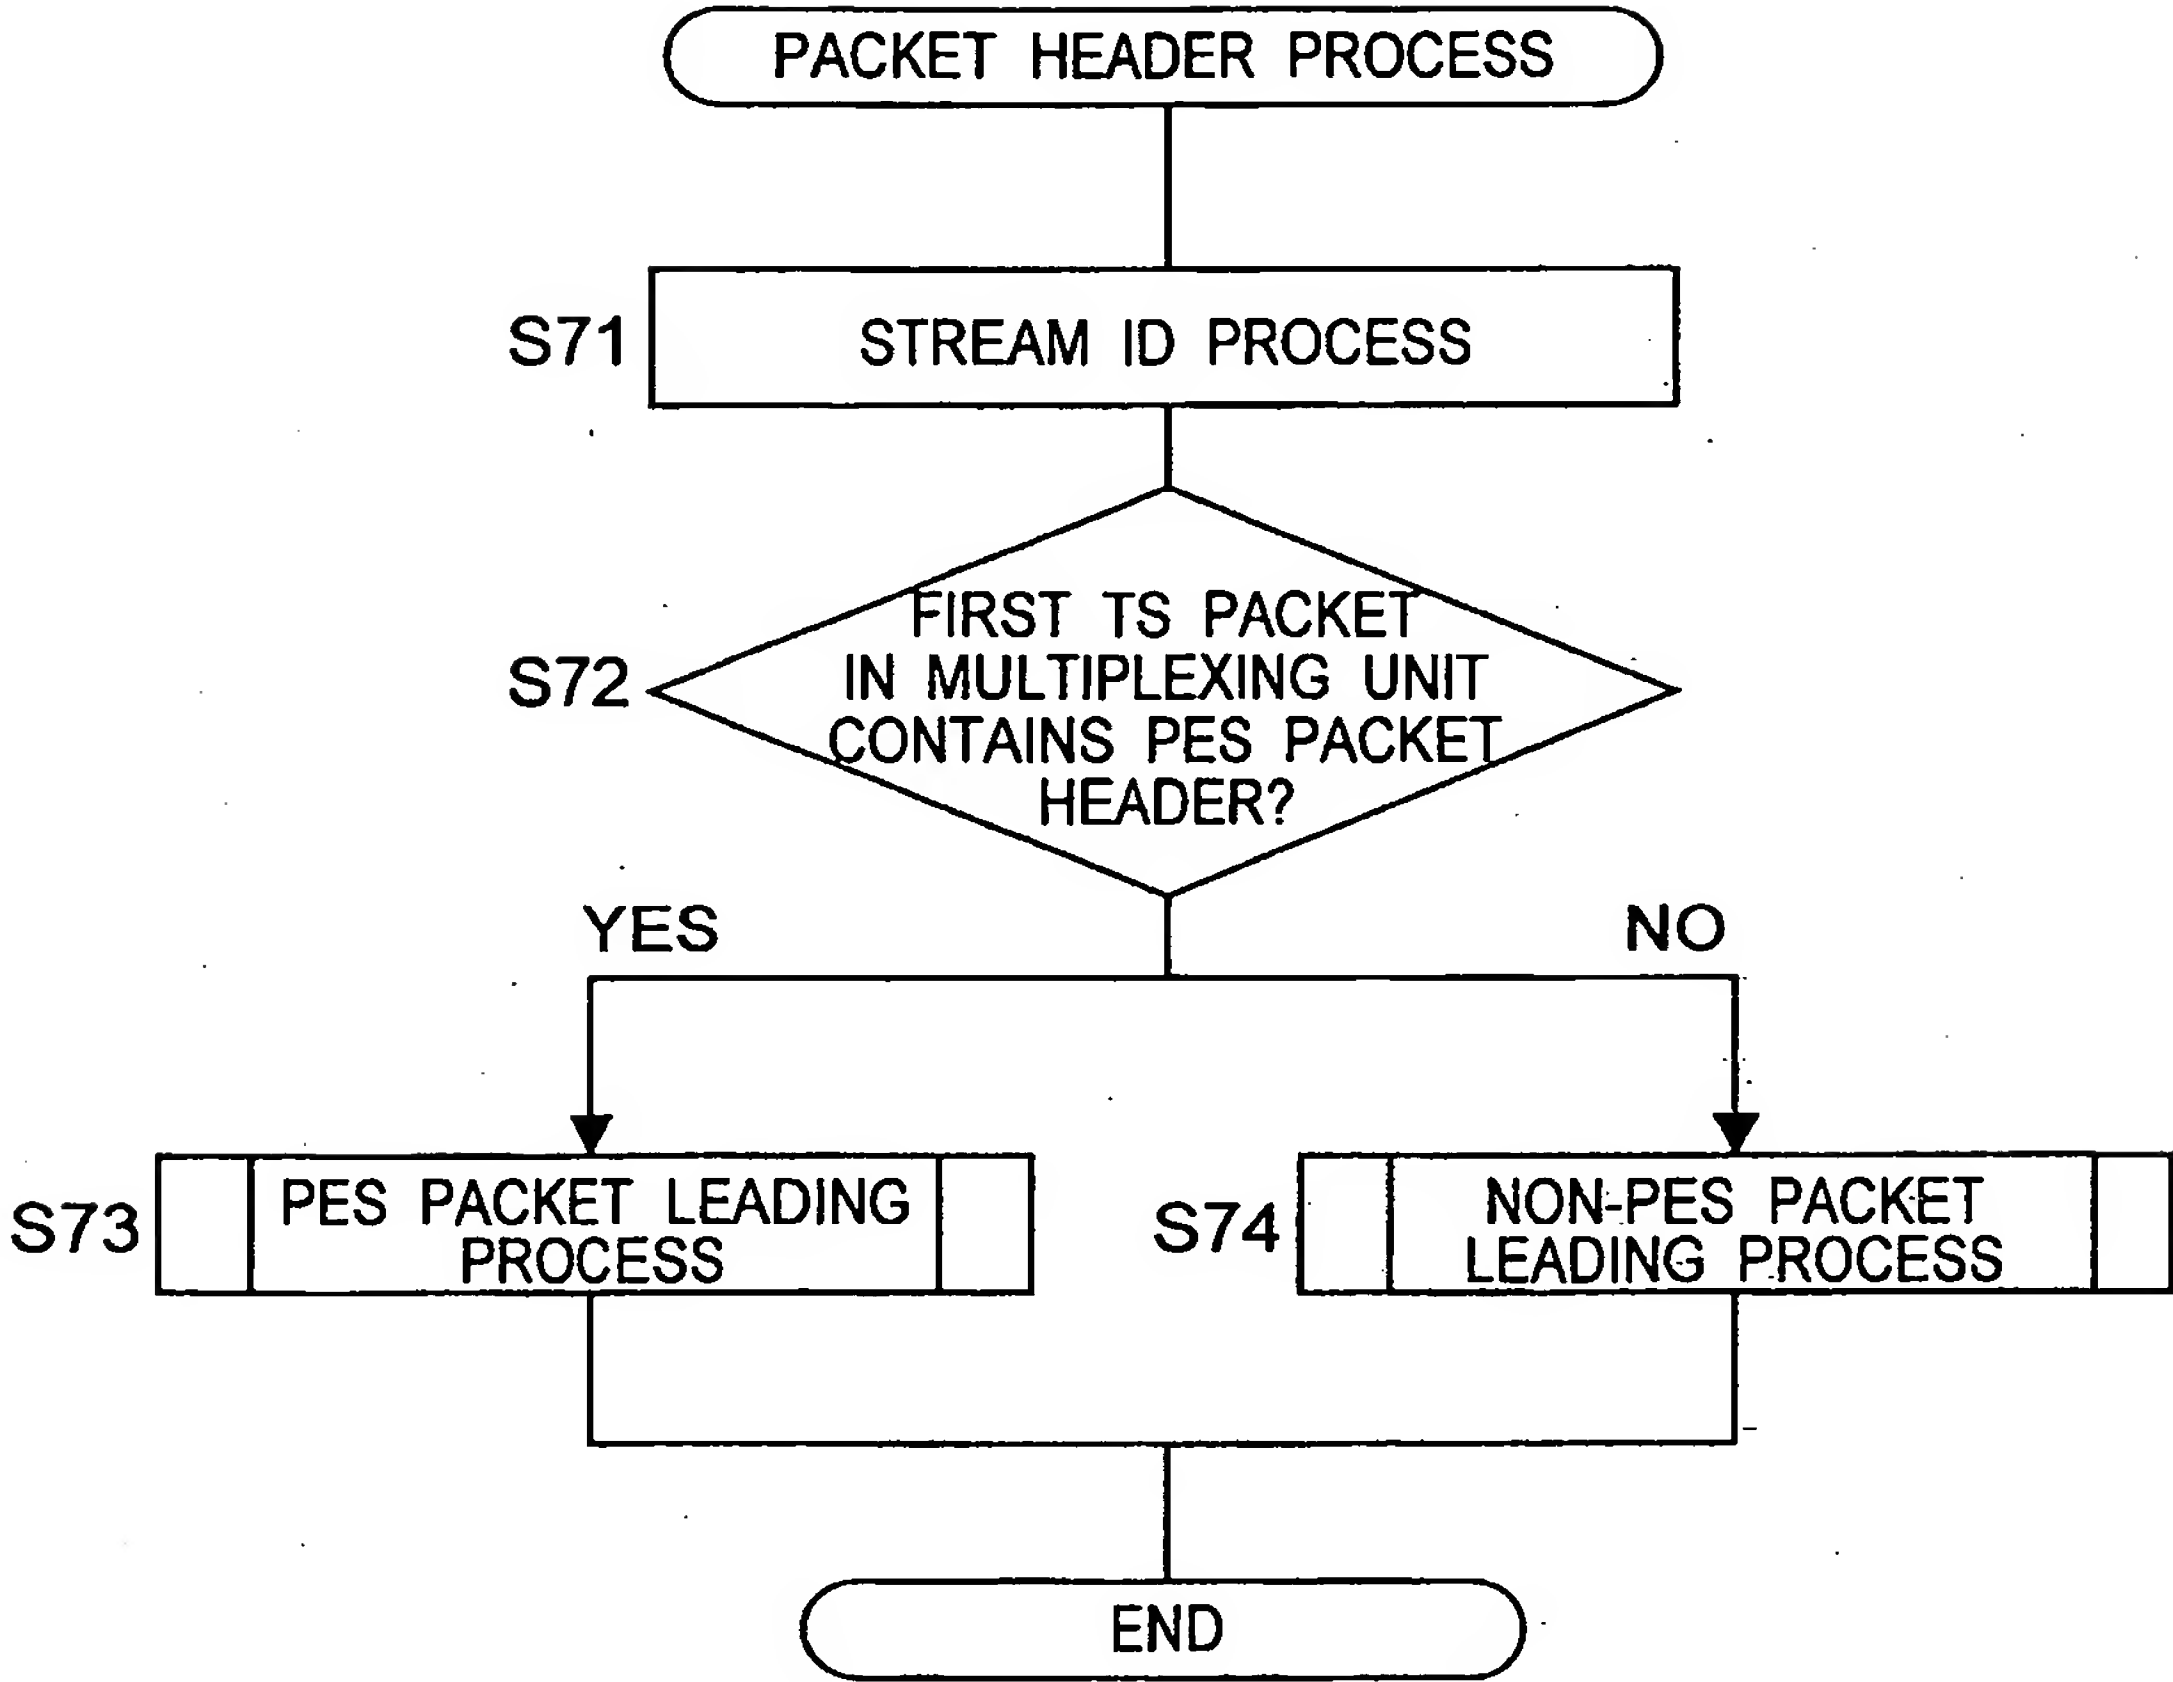 PACKET HEADER PROCESS
S71
STREAM ID PROCESS
S72
FIRST TS PACKET
IN MULTIPLEXING UNIT
CONTAINS PES PACKET
HEADER?
YES
NO
S73
PES PACKET LEADING
PROCESS
S74
NON-PES PACKET
LEADING PROCESS
END